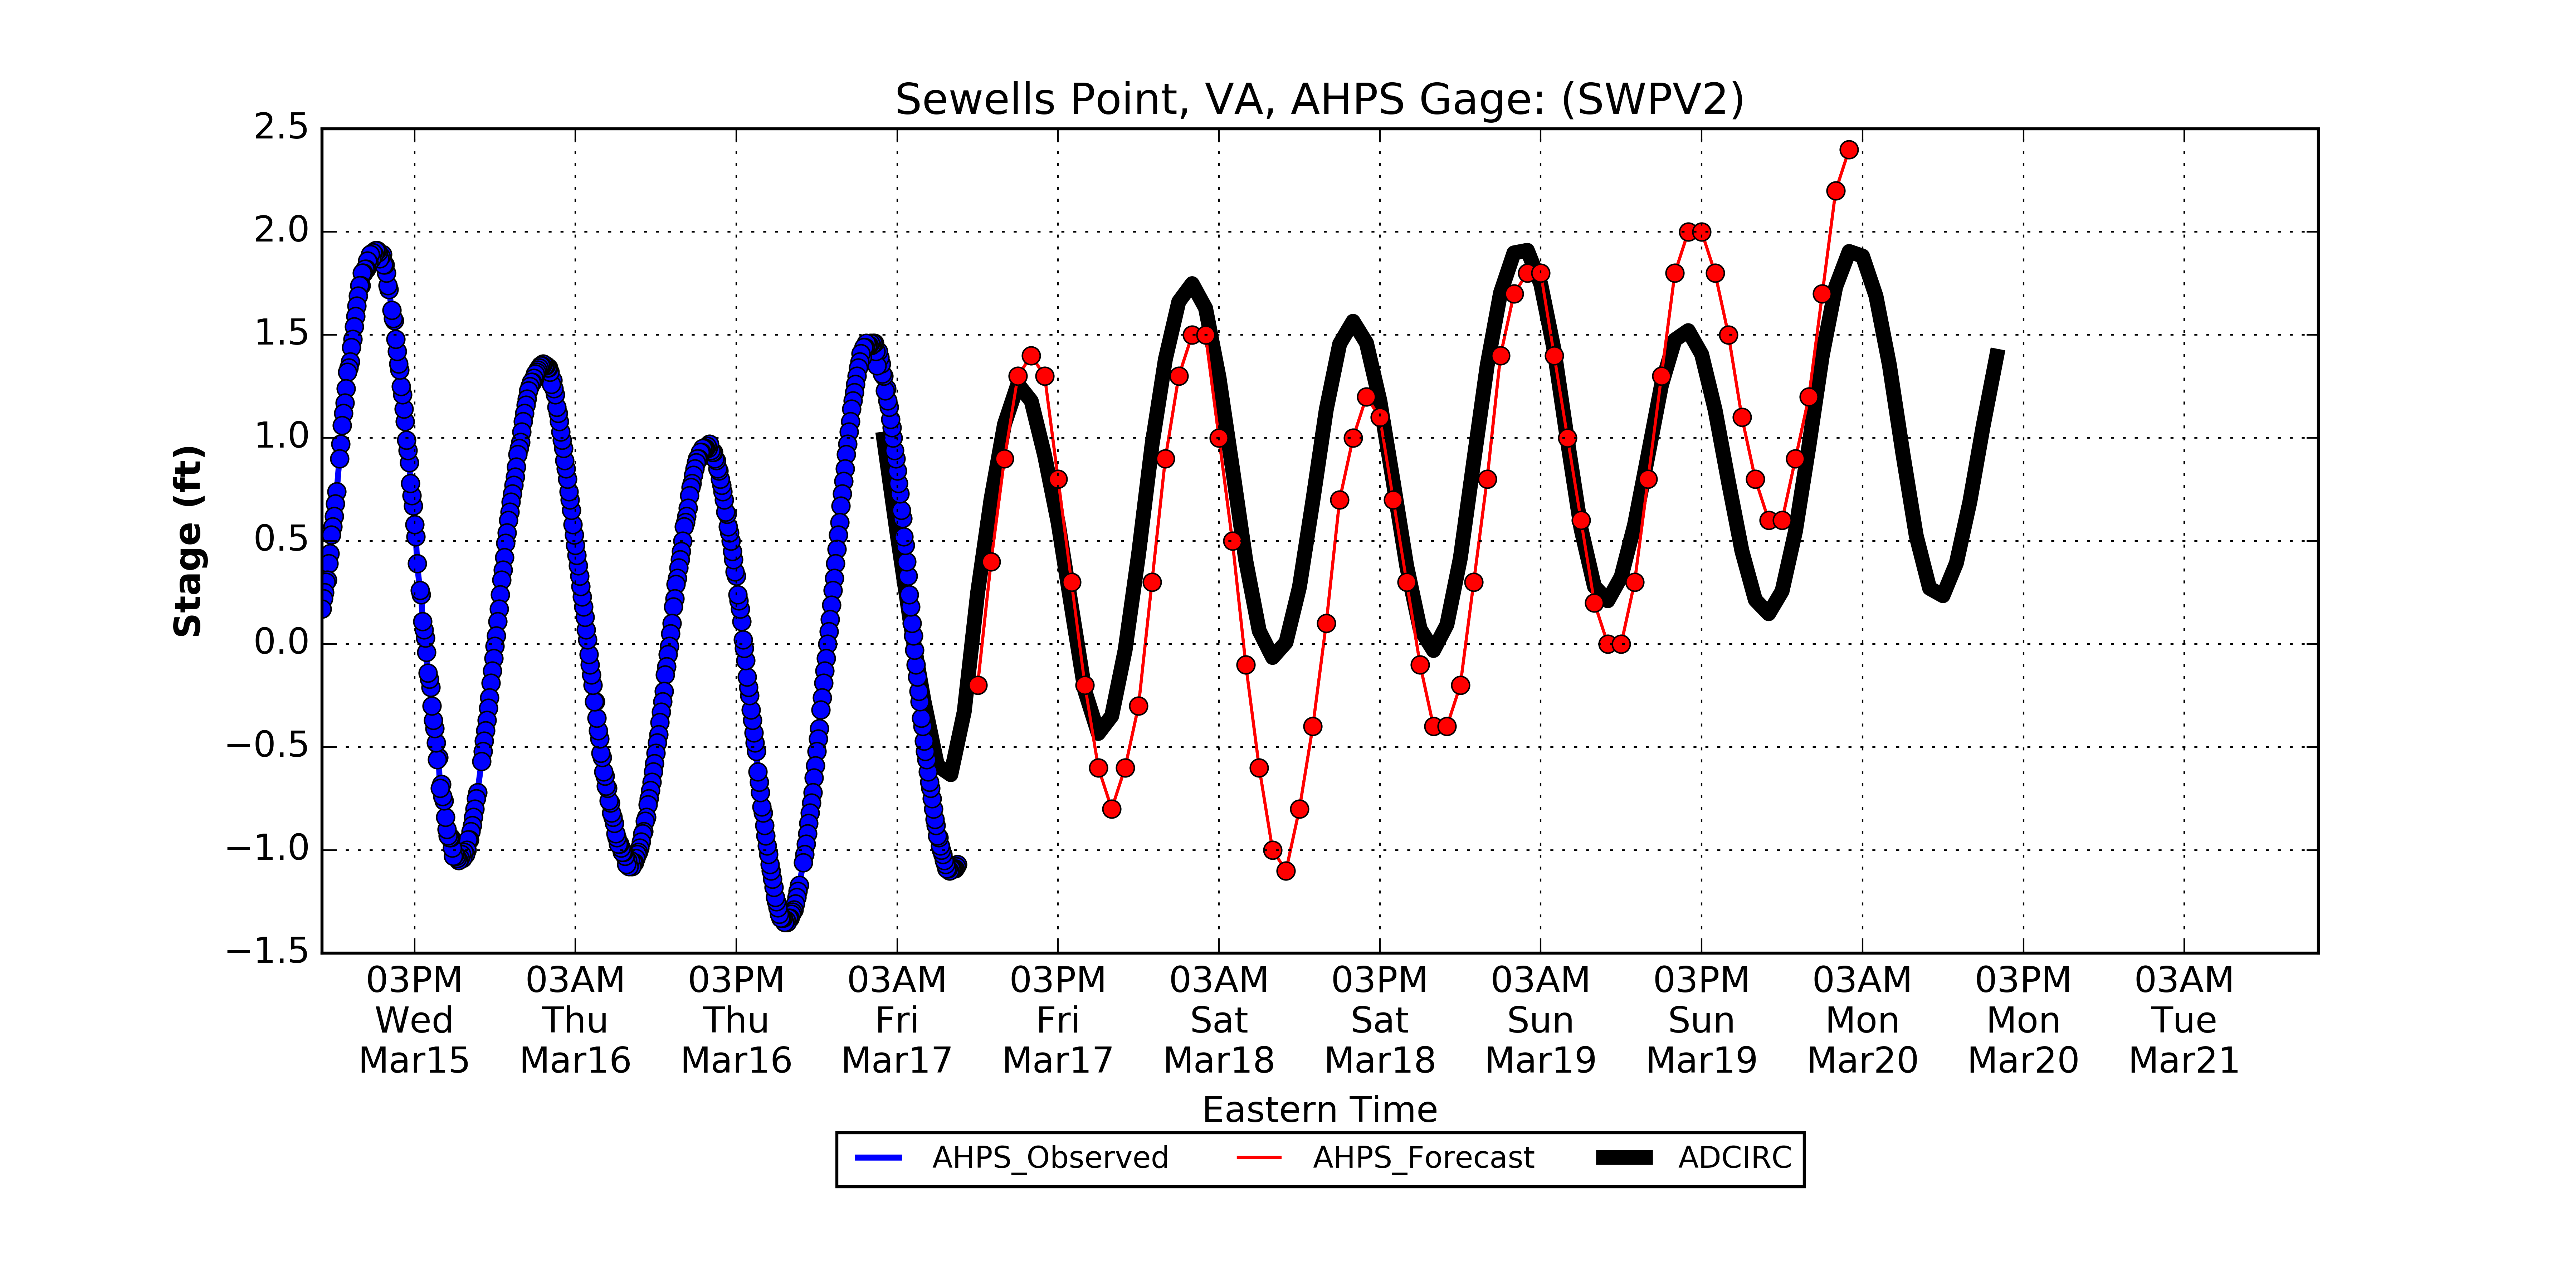 Sewells Point, VA, AHPS Gage: (SWPV2)
Stage (ft)
2.5
2.0
1.5
1.0
0.5
0.0
−0.5
−1.0
−1.5
03PM 03AM 03PM 03AM 03PM 03AM 03PM 03AM 03PM 03AM 03PM 03AM
Wed Thu Thu Fri Fri Sat Sat Sun Sun Mon Mon Tue
Mar15 Mar16 Mar16 Mar17 Mar17 Mar18 Mar18 Mar19 Mar19 Mar20 Mar20 Mar21
Eastern Time
AHPS_Observed AHPS_Forecast ADCIRC